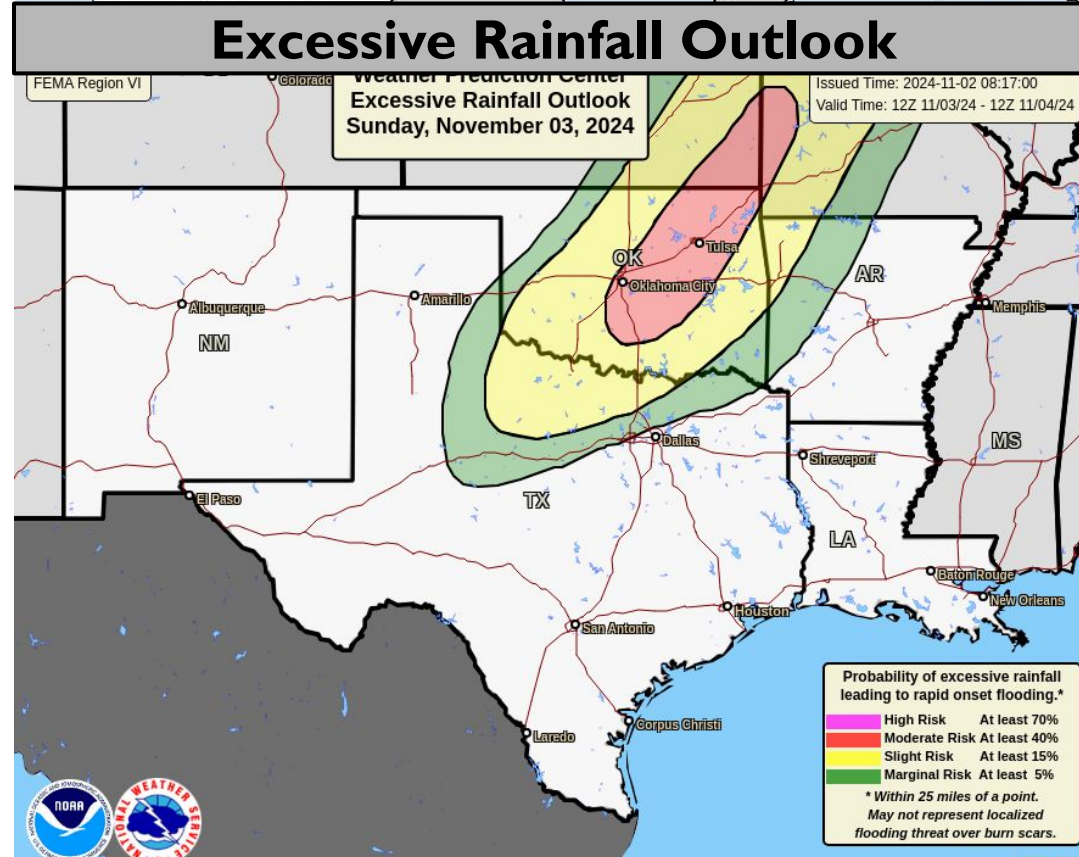 Excessive Rainfall Outlook
FEMA Region VI
Weather Prediction Center
Excessive Rainfall Outlook
Sunday, November 03, 2024
Issued Time: 2024-11-02 08:17:00
Valid Time: 12Z 11/03/24 - 12Z 11/04/24
Colorado
Tulsa
OK
Oklahoma City
AR
Albuquerque
Amarillo
Memphis
NM
Dallas
MS
Shreveport
El Paso
TX
LA
Baton Rouge
New Orleans
Houston
San Antonio
Corpus Christi
Laredo
Probability of excessive rainfall
leading to rapid onset flooding.*
High Risk At least 70%
Moderate Risk At least 40%
Slight Risk At least 15%
Marginal Risk At least 5%
* Within 25 miles of a point.
May not represent localized
flooding threat over burn scars.
NOAA
NATIONAL WEATHER SERVICE